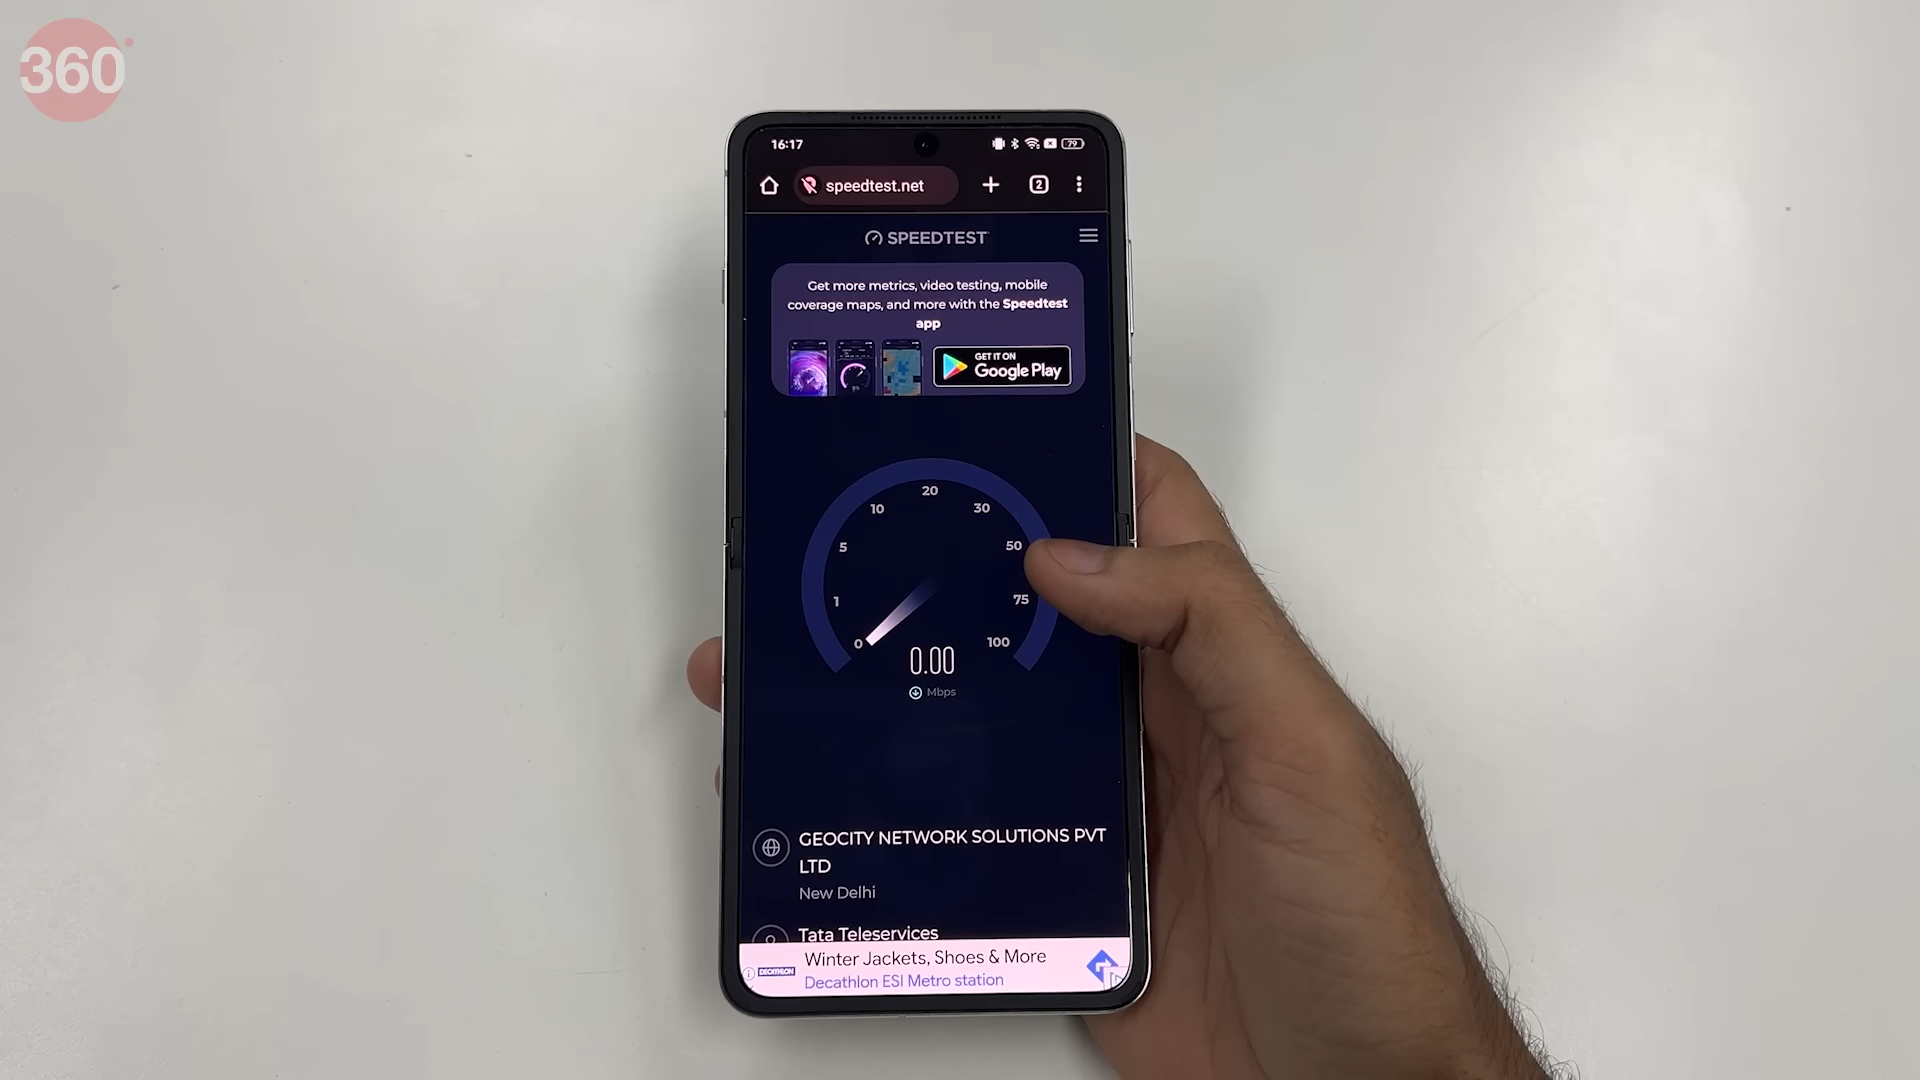 360
16:17
79
speedtest.net
2
SPEEDTEST
Get more metrics, video testing, mobile
coverage maps, and more with the Speedtest
app
GET IT ON
Google Play
20
10
30
5
50
1
75
0
100
0.00
Mbps
GEOCITY NETWORK SOLUTIONS PVT
LTD
New Delhi
Tata Teleservices
Winter Jackets, Shoes & More
DECATHLON
Decathlon ESI Metro station